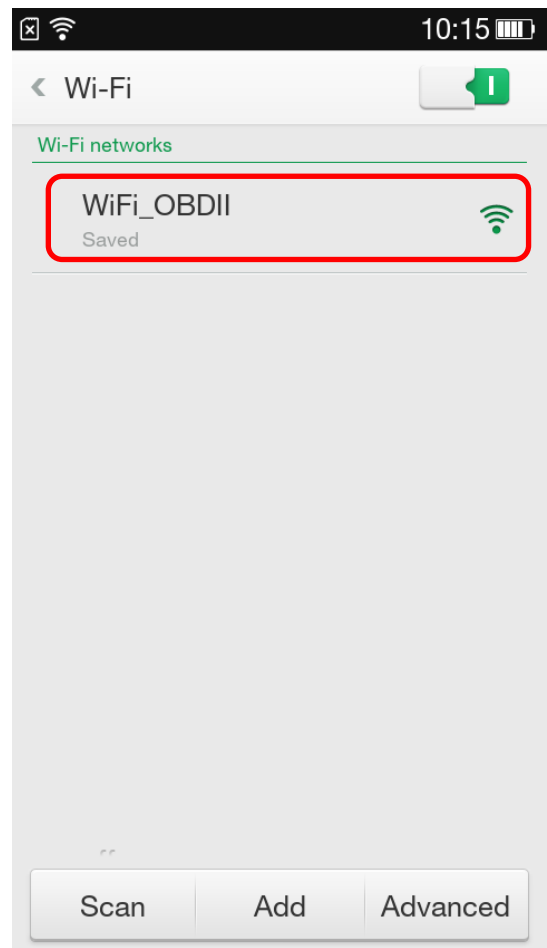 10:15
Wi-Fi
Wi-Fi networks
WiFi_OBDII
Saved
Scan Add Advanced